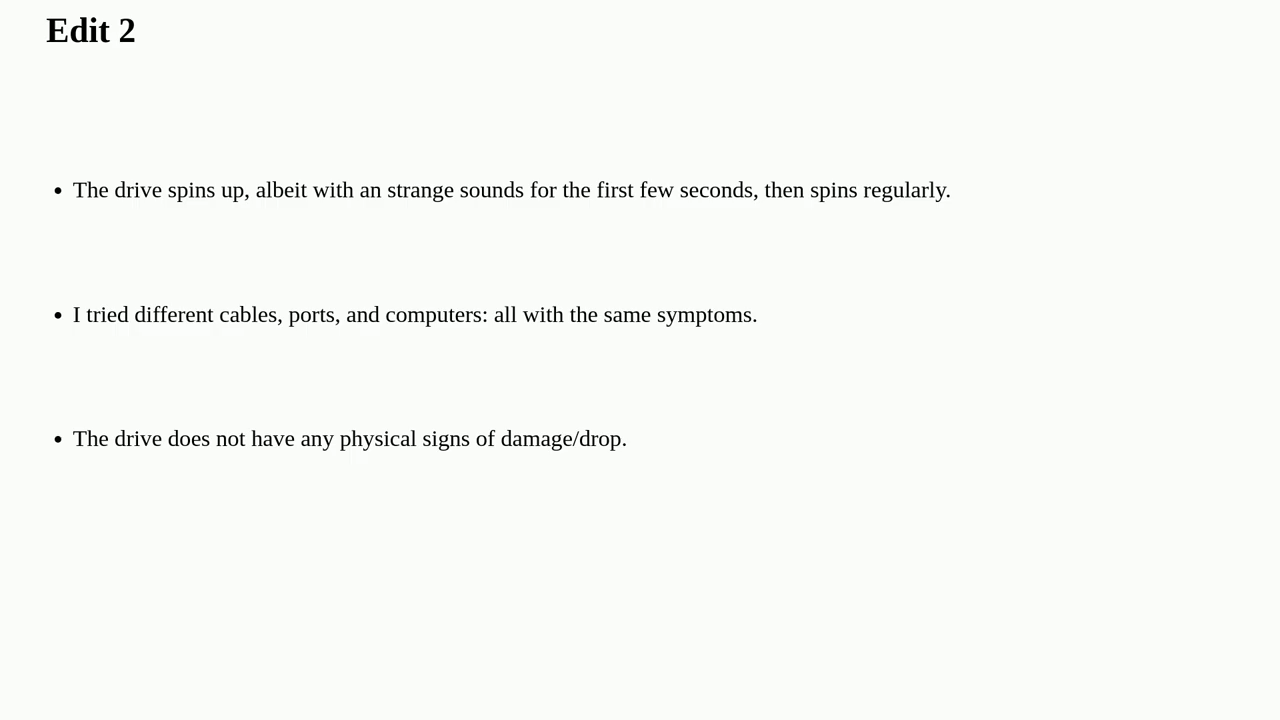 Edit 2
• The drive spins up, albeit with an strange sounds for the first few seconds, then spins regularly.
• I tried different cables, ports, and computers: all with the same symptoms.
• The drive does not have any physical signs of damage/drop.